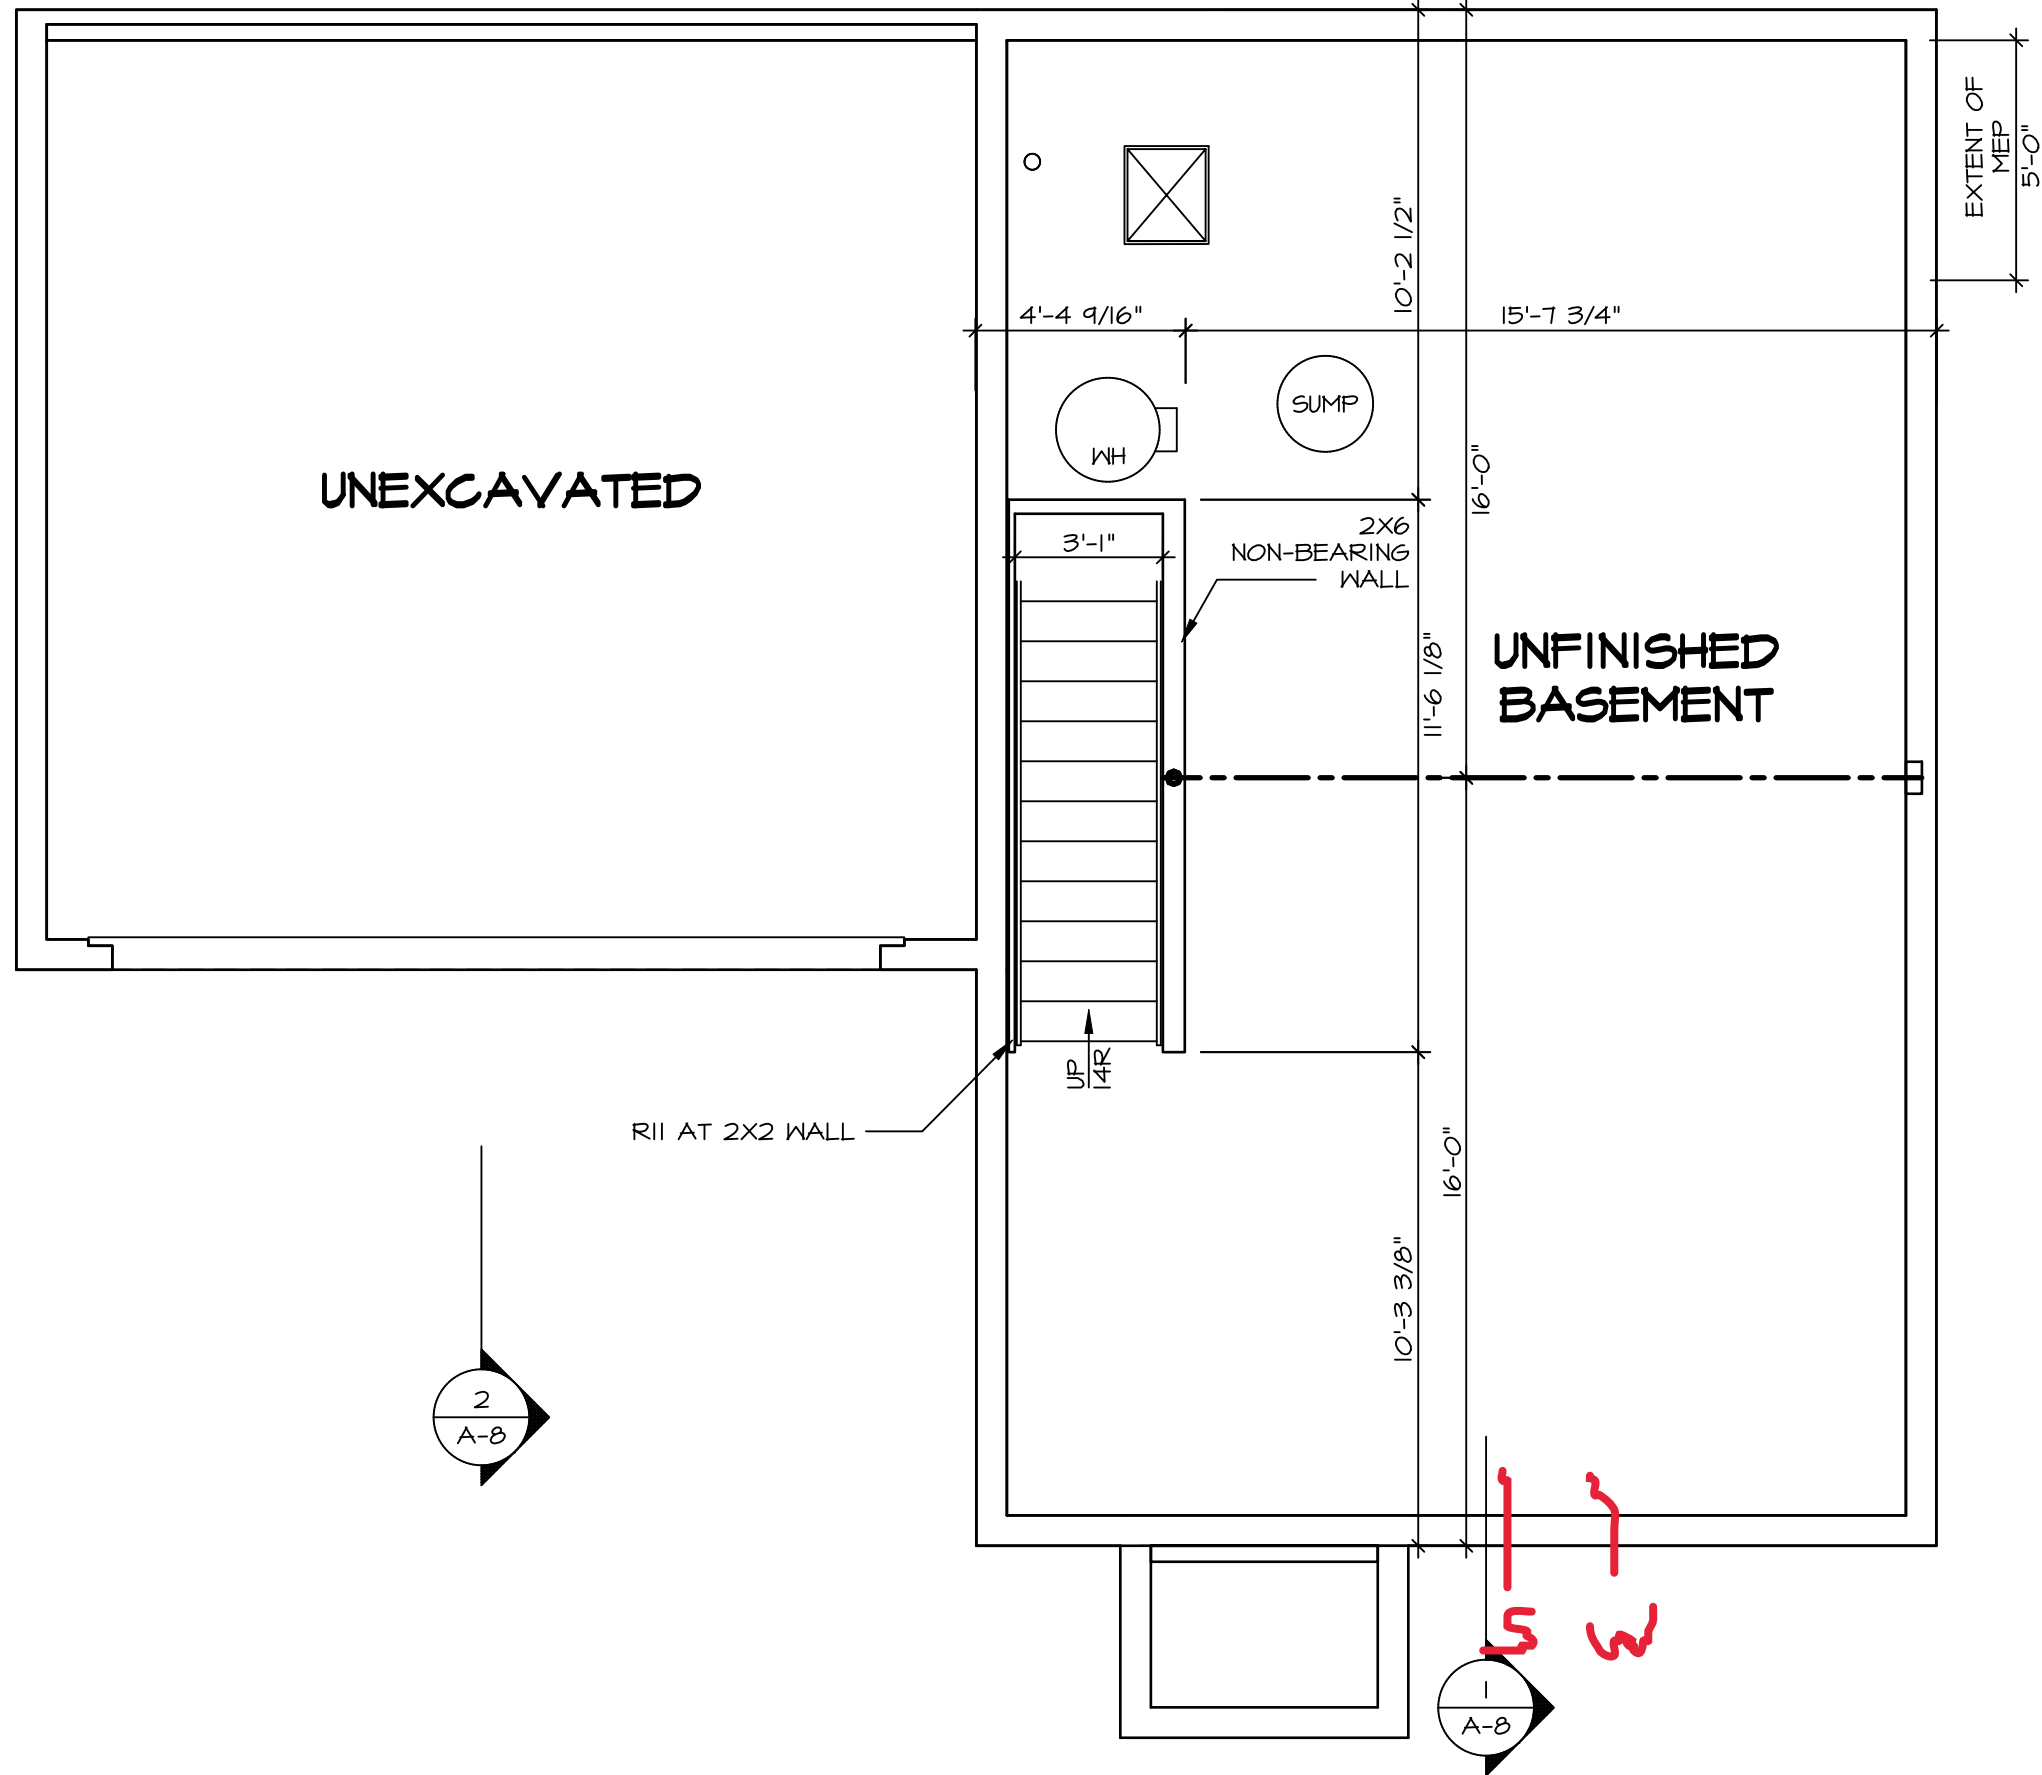 EXTENT OF
MEP
5'-0"
10'-2 1/2"
4'-4 9/16"
15'-7 3/4"
SUMP
WH
16'-0"
UNEXCAVATED
2X6
NON-BEARING
WALL
3'-1"
11'-6 1/8"
UNFINISHED
BASEMENT
UP
14R
R11 AT 2X2 WALL
16'-0"
10'-3 3/8"
2
A-8
1
A-8